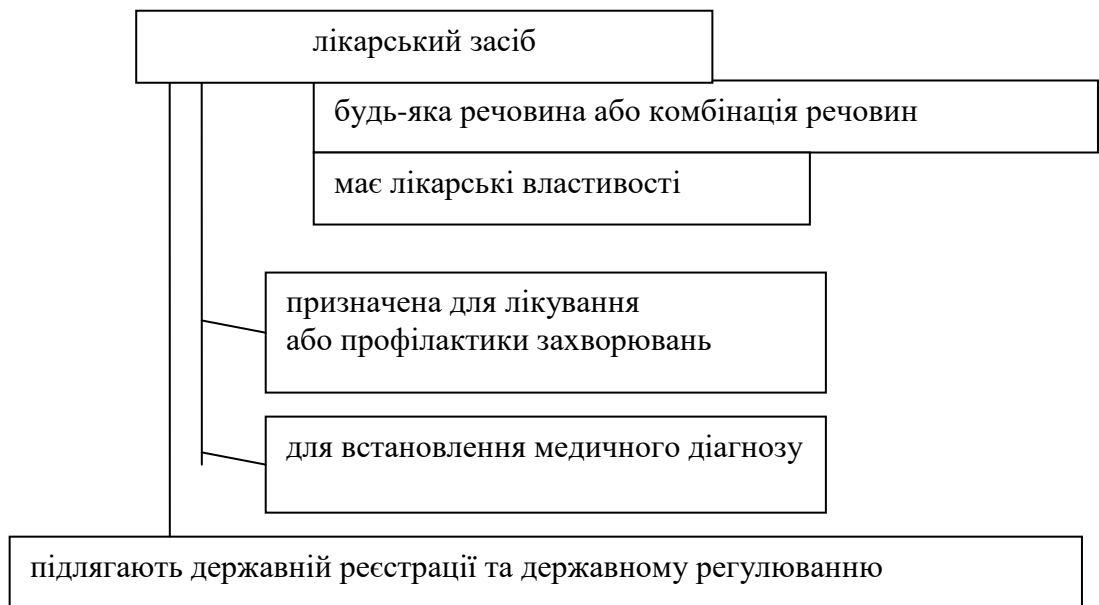 лікарський засіб
будь-яка речовина або комбінація речовин
має лікарські властивості
призначена для лікування
або профілактики захворювань
для встановлення медичного діагнозу
підлягають державній реєстрації та державному регулюванню